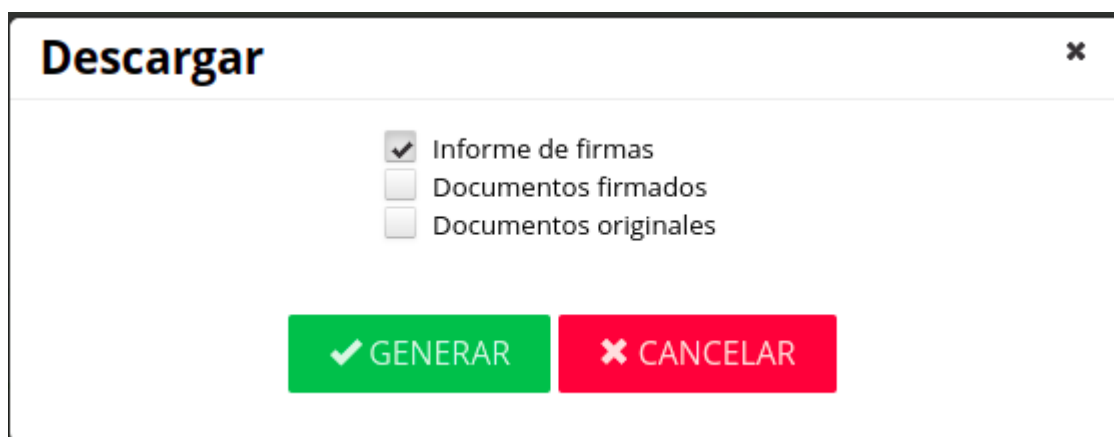 Descargar
Informe de firmas
Documentos firmados
Documentos originales
GENERAR
CANCELAR